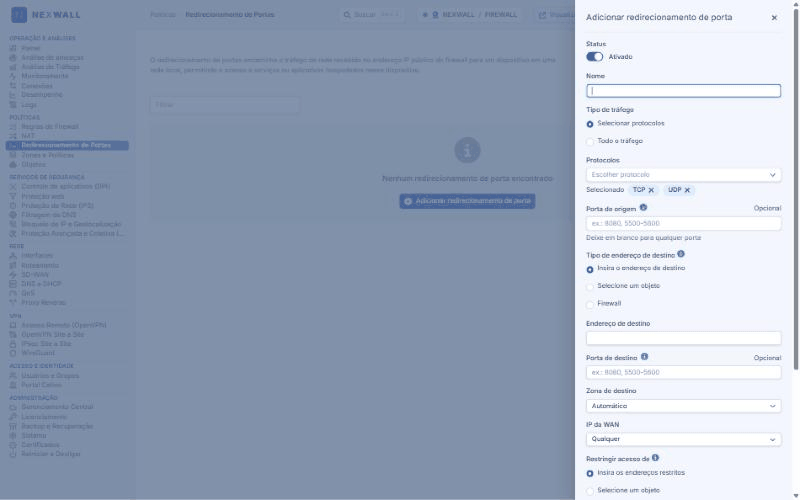 NEXWALL
Políticas
Redirecionamento de Portas
Buscar
NEXWALL / FIREWALL
OPERAÇÃO E ANÁLISES
Painel
Análise de ameaças
Análise de Tráfego
Monitoramento
Conexões
Desempenho
Logs
POLÍTICAS
Regras de Firewall
NAT
Redirecionamento de Portas
Zonas e Políticas
Objetos
SERVIÇOS DE SEGURANÇA
Controle de aplicativos (DPI)
Proteção web
Proteção de Rede (IPS)
Filtragem de DNS
Bloqueio de IP e Geolocalização
Proteção Avançada e Coletiva I...
REDE
Interfaces
Roteamento
SD-WAN
DNS e DHCP
QoS
Proxy Reverso
VPN
Acesso Remoto (OpenVPN)
OpenVPN Site a Site
IPsec Site a Site
WireGuard
ACESSO E IDENTIDADE
Usuários e Grupos
Portal Cativo
ADMINISTRAÇÃO
Gerenciamento Central
Licenciamento
Backup e Recuperação
Sistema
Certificados
Reiniciar e Desligar
O redirecionamento de portas encaminha o tráfego de rede recebido no endereço IP público do firewall para um dispositivo em uma
rede local, permitindo o acesso a serviços ou aplicativos hospedados nesse dispositivo.
Filtrar
Nenhum redirecionamento de porta encontrado
Adicionar redirecionamento de porta
Adicionar redirecionamento de porta
Status
Ativado
Nome
Tipo de tráfego
Selecionar protocolos
Todo o tráfego
Protocolos
Escolher protocolo
Selecionado TCP UDP
Porta de origem Opcional
ex.: 8080, 5500-5600
Deixe em branco para qualquer porta
Tipo de endereço de destino
Insira o endereço de destino
Selecione um objeto
Firewall
Endereço de destino
Porta de destino Opcional
ex.: 8080, 5500-5600
Zona de destino
Automático
IP da WAN
Qualquer
Restringir acesso de
Insira os endereços restritos
Selecione um objeto